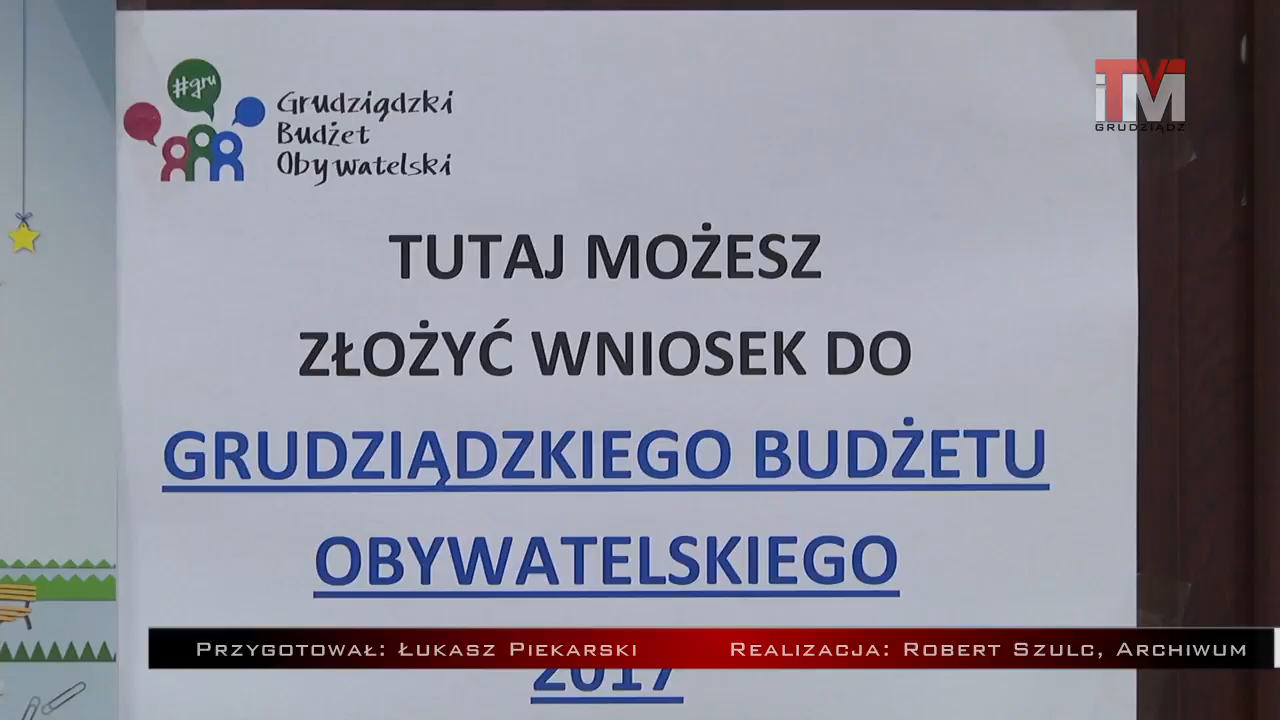 #gru
Grudziądzki
Budżet
Obywatelski
iTVM
GRUDZIĄDZ
TUTAJ MOŻESZ
ZŁOŻYĆ WNIOSEK DO
GRUDZIĄDZKIEGO BUDŻETU
OBYWATELSKIEGO
2017
Przygotował: Łukasz Piekarski
Realizacja: Robert Szulc, Archiwum